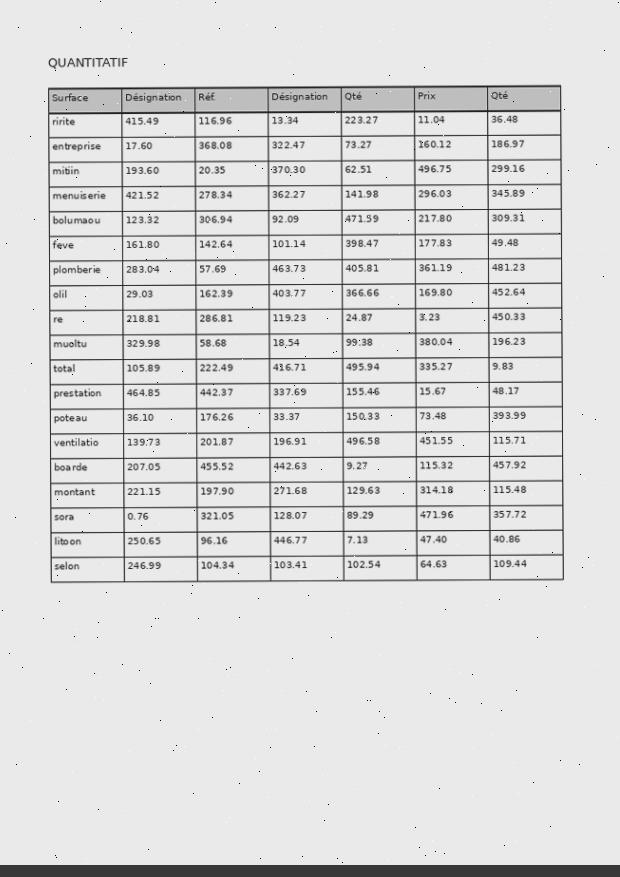 QUANTITATIF
Surface Désignation Réf. Désignation Qté Prix Qté
ririte 415.49 116.96 13.34 223.27 11.04 36.48
entreprise 17.60 368.08 322.47 73.27 160.12 186.97
mitiin 193.60 20.35 370.30 62.51 496.75 299.16
menuiserie 421.52 278.34 362.27 141.98 296.03 345.89
bolumaou 123.32 306.94 92.09 471.59 217.80 309.31
feve 161.80 142.64 101.14 398.47 177.83 49.48
plomberie 283.04 57.69 463.73 405.81 361.19 481.23
olil 29.03 162.39 403.77 366.66 169.80 452.64
re 218.81 286.81 119.23 24.87 3.23 450.33
muoltu 329.98 58.68 18.54 99.38 380.04 196.23
total 105.89 222.49 416.71 495.94 335.27 9.83
prestation 464.85 442.37 337.69 155.46 15.67 48.17
poteau 36.10 176.26 33.37 150.33 73.48 393.99
ventilatio 139.73 201.87 196.91 496.58 451.55 115.71
boarde 207.05 455.52 442.63 9.27 115.32 457.92
montant 221.15 197.90 271.68 129.63 314.18 115.48
sora 0.76 321.05 128.07 89.29 471.96 357.72
litoon 250.65 96.16 446.77 7.13 47.40 40.86
selon 246.99 104.34 103.41 102.54 64.63 109.44